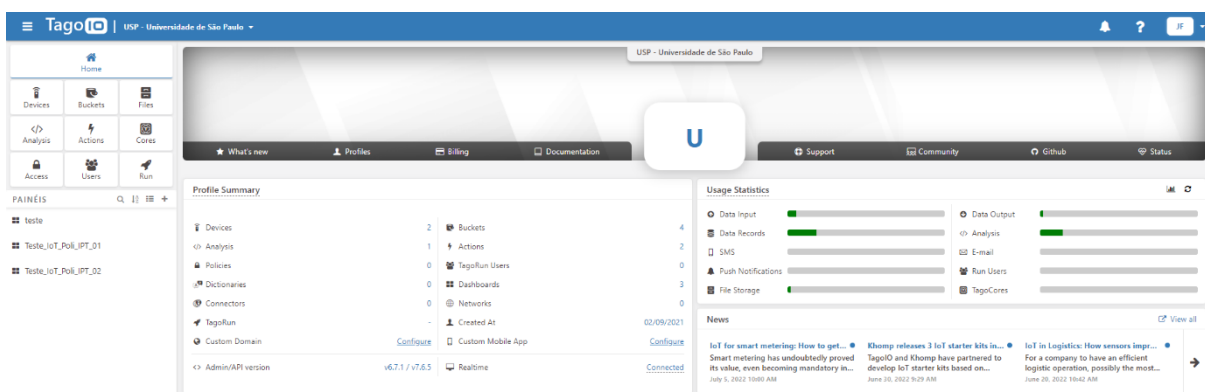 TagoIO | USP - Universidade de São Paulo
? JF
USP - Universidade de São Paulo
Home
Devices Buckets Files
Analysis Actions Cores
Access Users Run
U
What's new Profiles Billing Documentation Support Community Github Status
PAINÉIS
teste
Teste_IoT_Poli_IPT_01
Teste_IoT_Poli_IPT_02
Profile Summary
Devices 2 Buckets 4
Analysis 1 Actions 2
Policies 0 TagoRun Users 0
Dictionaries 0 Dashboards 3
Connectors 0 Networks 0
TagoRun - Created At 02/09/2021
Custom Domain Configure Custom Mobile App Configure
Admin/API version v6.7.1 / v7.6.5 Realtime Connected
Usage Statistics
Data Input Data Output
Data Records Analysis
SMS E-mail
Push Notifications Run Users
File Storage TagoCores
News View all
IoT for smart metering: How to get...
Smart metering has undoubtedly proved
its value, even becoming mandatory in...
July 5, 2022 10:00 AM
Khomp releases 3 IoT starter kits in...
TagoIO and Khomp have partnered to
develop IoT starter kits based on...
June 30, 2022 9:29 AM
IoT in Logistics: How sensors impr...
For a company to have an efficient
logistic operation, possibly the most...
June 28, 2022 10:42 AM